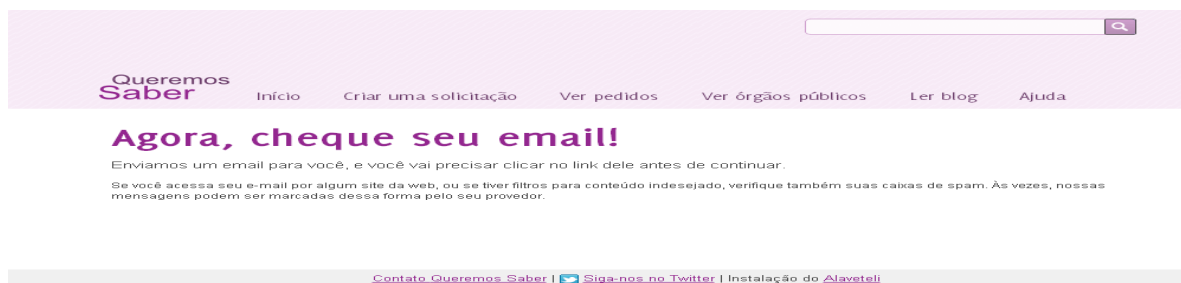 Queremos
Saber
Início Criar uma solicitação Ver pedidos Ver órgãos públicos Ler blog Ajuda
Agora, cheque seu email!
Enviamos um email para você, e você vai precisar clicar no link dele antes de continuar.
Se você acessa seu e-mail por algum site da web, ou se tiver filtros para conteúdo indesejado, verifique também suas caixas de spam. Às vezes, nossas
mensagens podem ser marcadas dessa forma pelo seu provedor.
Contato Queremos Saber | Siga-nos no Twitter | Instalação do Alaveteli